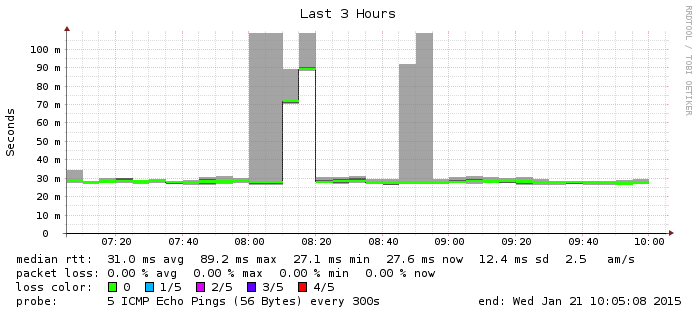 Last 3 Hours
RRDTOOL / TOBI OETIKER
Seconds
100 m
90 m
80 m
70 m
60 m
50 m
40 m
30 m
20 m
10 m
0
07:20 07:40 08:00 08:20 08:40 09:00 09:20 09:40 10:00
median rtt: 31.0 ms avg 89.2 ms max 27.1 ms min 27.6 ms now 12.4 ms sd 2.5 am/s
packet loss: 0.00 % avg 0.00 % max 0.00 % min 0.00 % now
loss color: 0 1/5 2/5 3/5 4/5
probe: 5 ICMP Echo Pings (56 Bytes) every 300s end: Wed Jan 21 10:05:08 2015